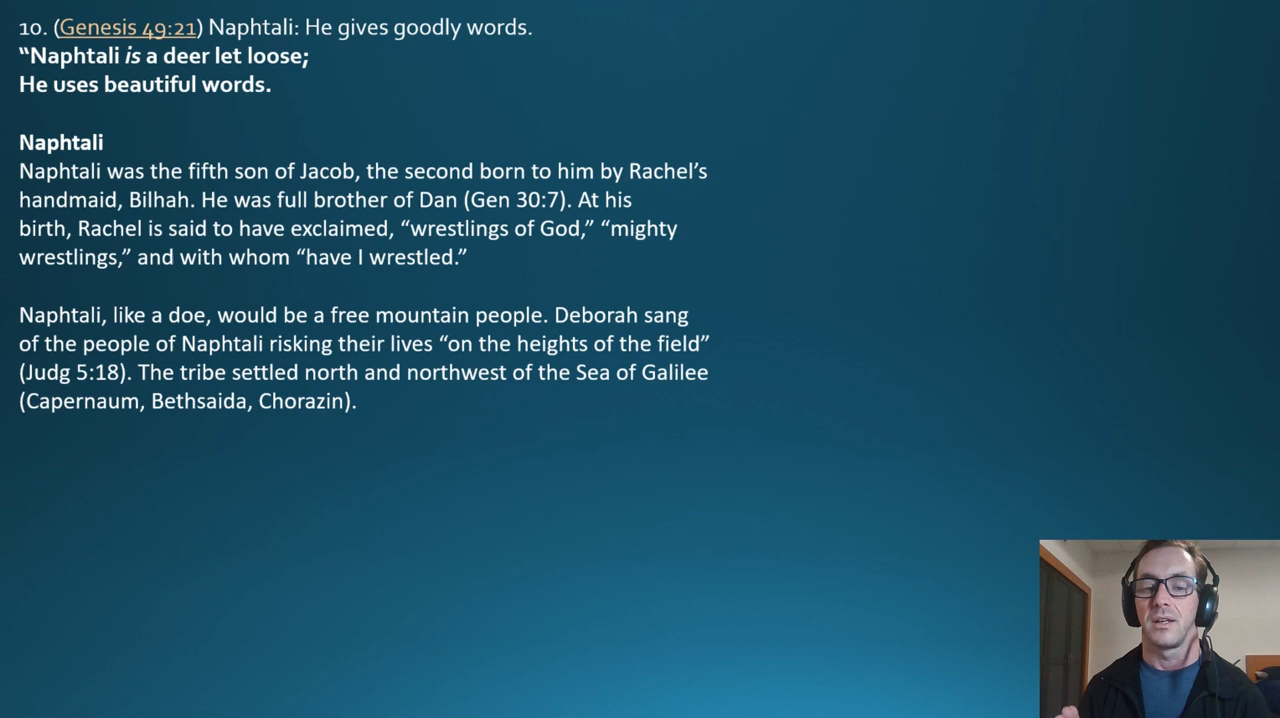 10. (Genesis 49:21) Naphtali: He gives goodly words.
“Naphtali is a deer let loose;
He uses beautiful words.
Naphtali
Naphtali was the fifth son of Jacob, the second born to him by Rachel’s
handmaid, Bilhah. He was full brother of Dan (Gen 30:7). At his
birth, Rachel is said to have exclaimed, “wrestlings of God,” “mighty
wrestlings,” and with whom “have I wrestled.”
Naphtali, like a doe, would be a free mountain people. Deborah sang
of the people of Naphtali risking their lives “on the heights of the field”
(Judg 5:18). The tribe settled north and northwest of the Sea of Galilee
(Capernaum, Bethsaida, Chorazin).